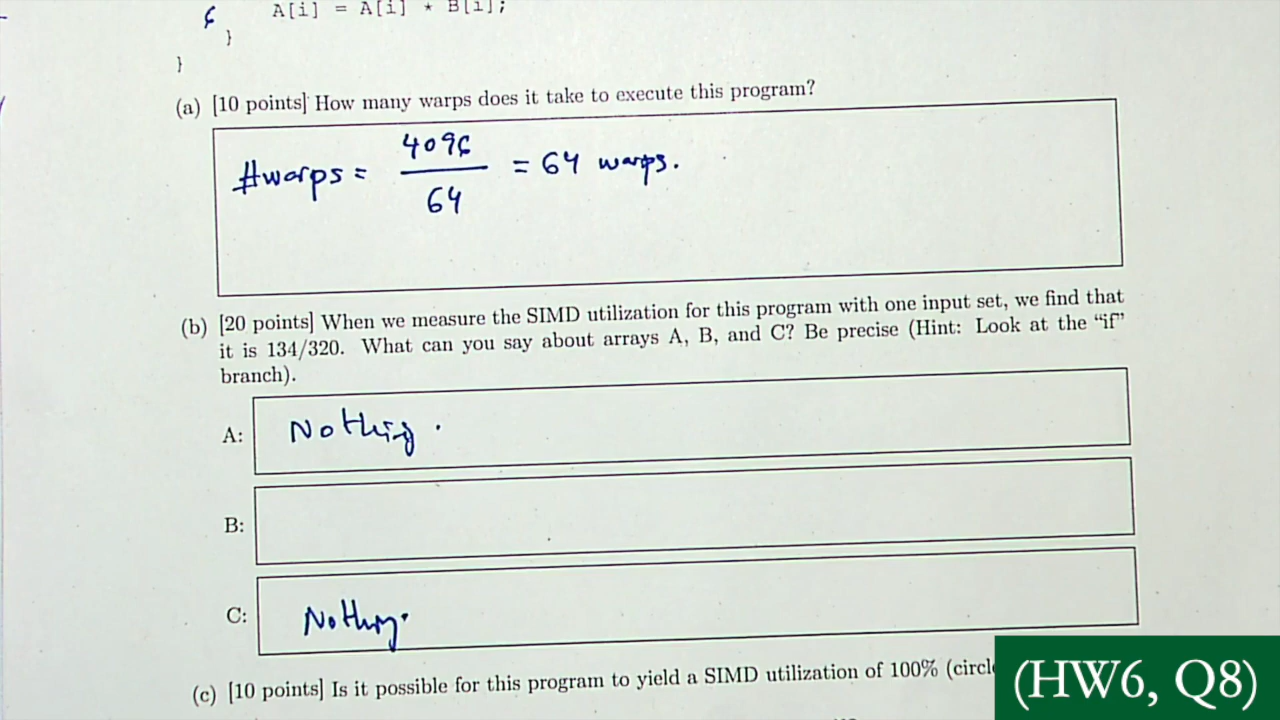 6 A[i] = A[i] * B[i];
}
}
(a) [10 points] How many warps does it take to execute this program?
#warps = 4096 / 64 = 64 warps.
(b) [20 points] When we measure the SIMD utilization for this program with one input set, we find that
it is 134/320. What can you say about arrays A, B, and C? Be precise (Hint: Look at the “if”
branch).
A: Nothing.
B:
C: Nothing.
(c) [10 points] Is it possible for this program to yield a SIMD utilization of 100% (circle
(HW6, Q8)